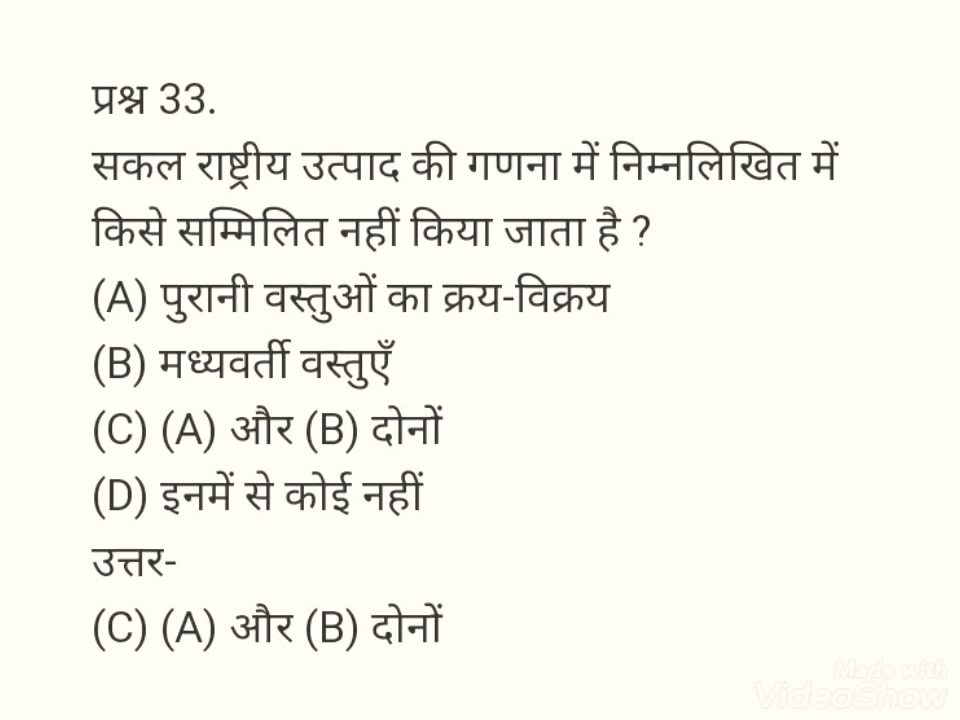 प्रश्न 33.
सकल राष्ट्रीय उत्पाद की गणना में निम्नलिखित में
किसे सम्मिलित नहीं किया जाता है ?
(A) पुरानी वस्तुओं का क्रय-विक्रय
(B) मध्यवर्ती वस्तुएँ
(C) (A) और (B) दोनों
(D) इनमें से कोई नहीं
उत्तर-
(C) (A) और (B) दोनों
Made with
VideoShow